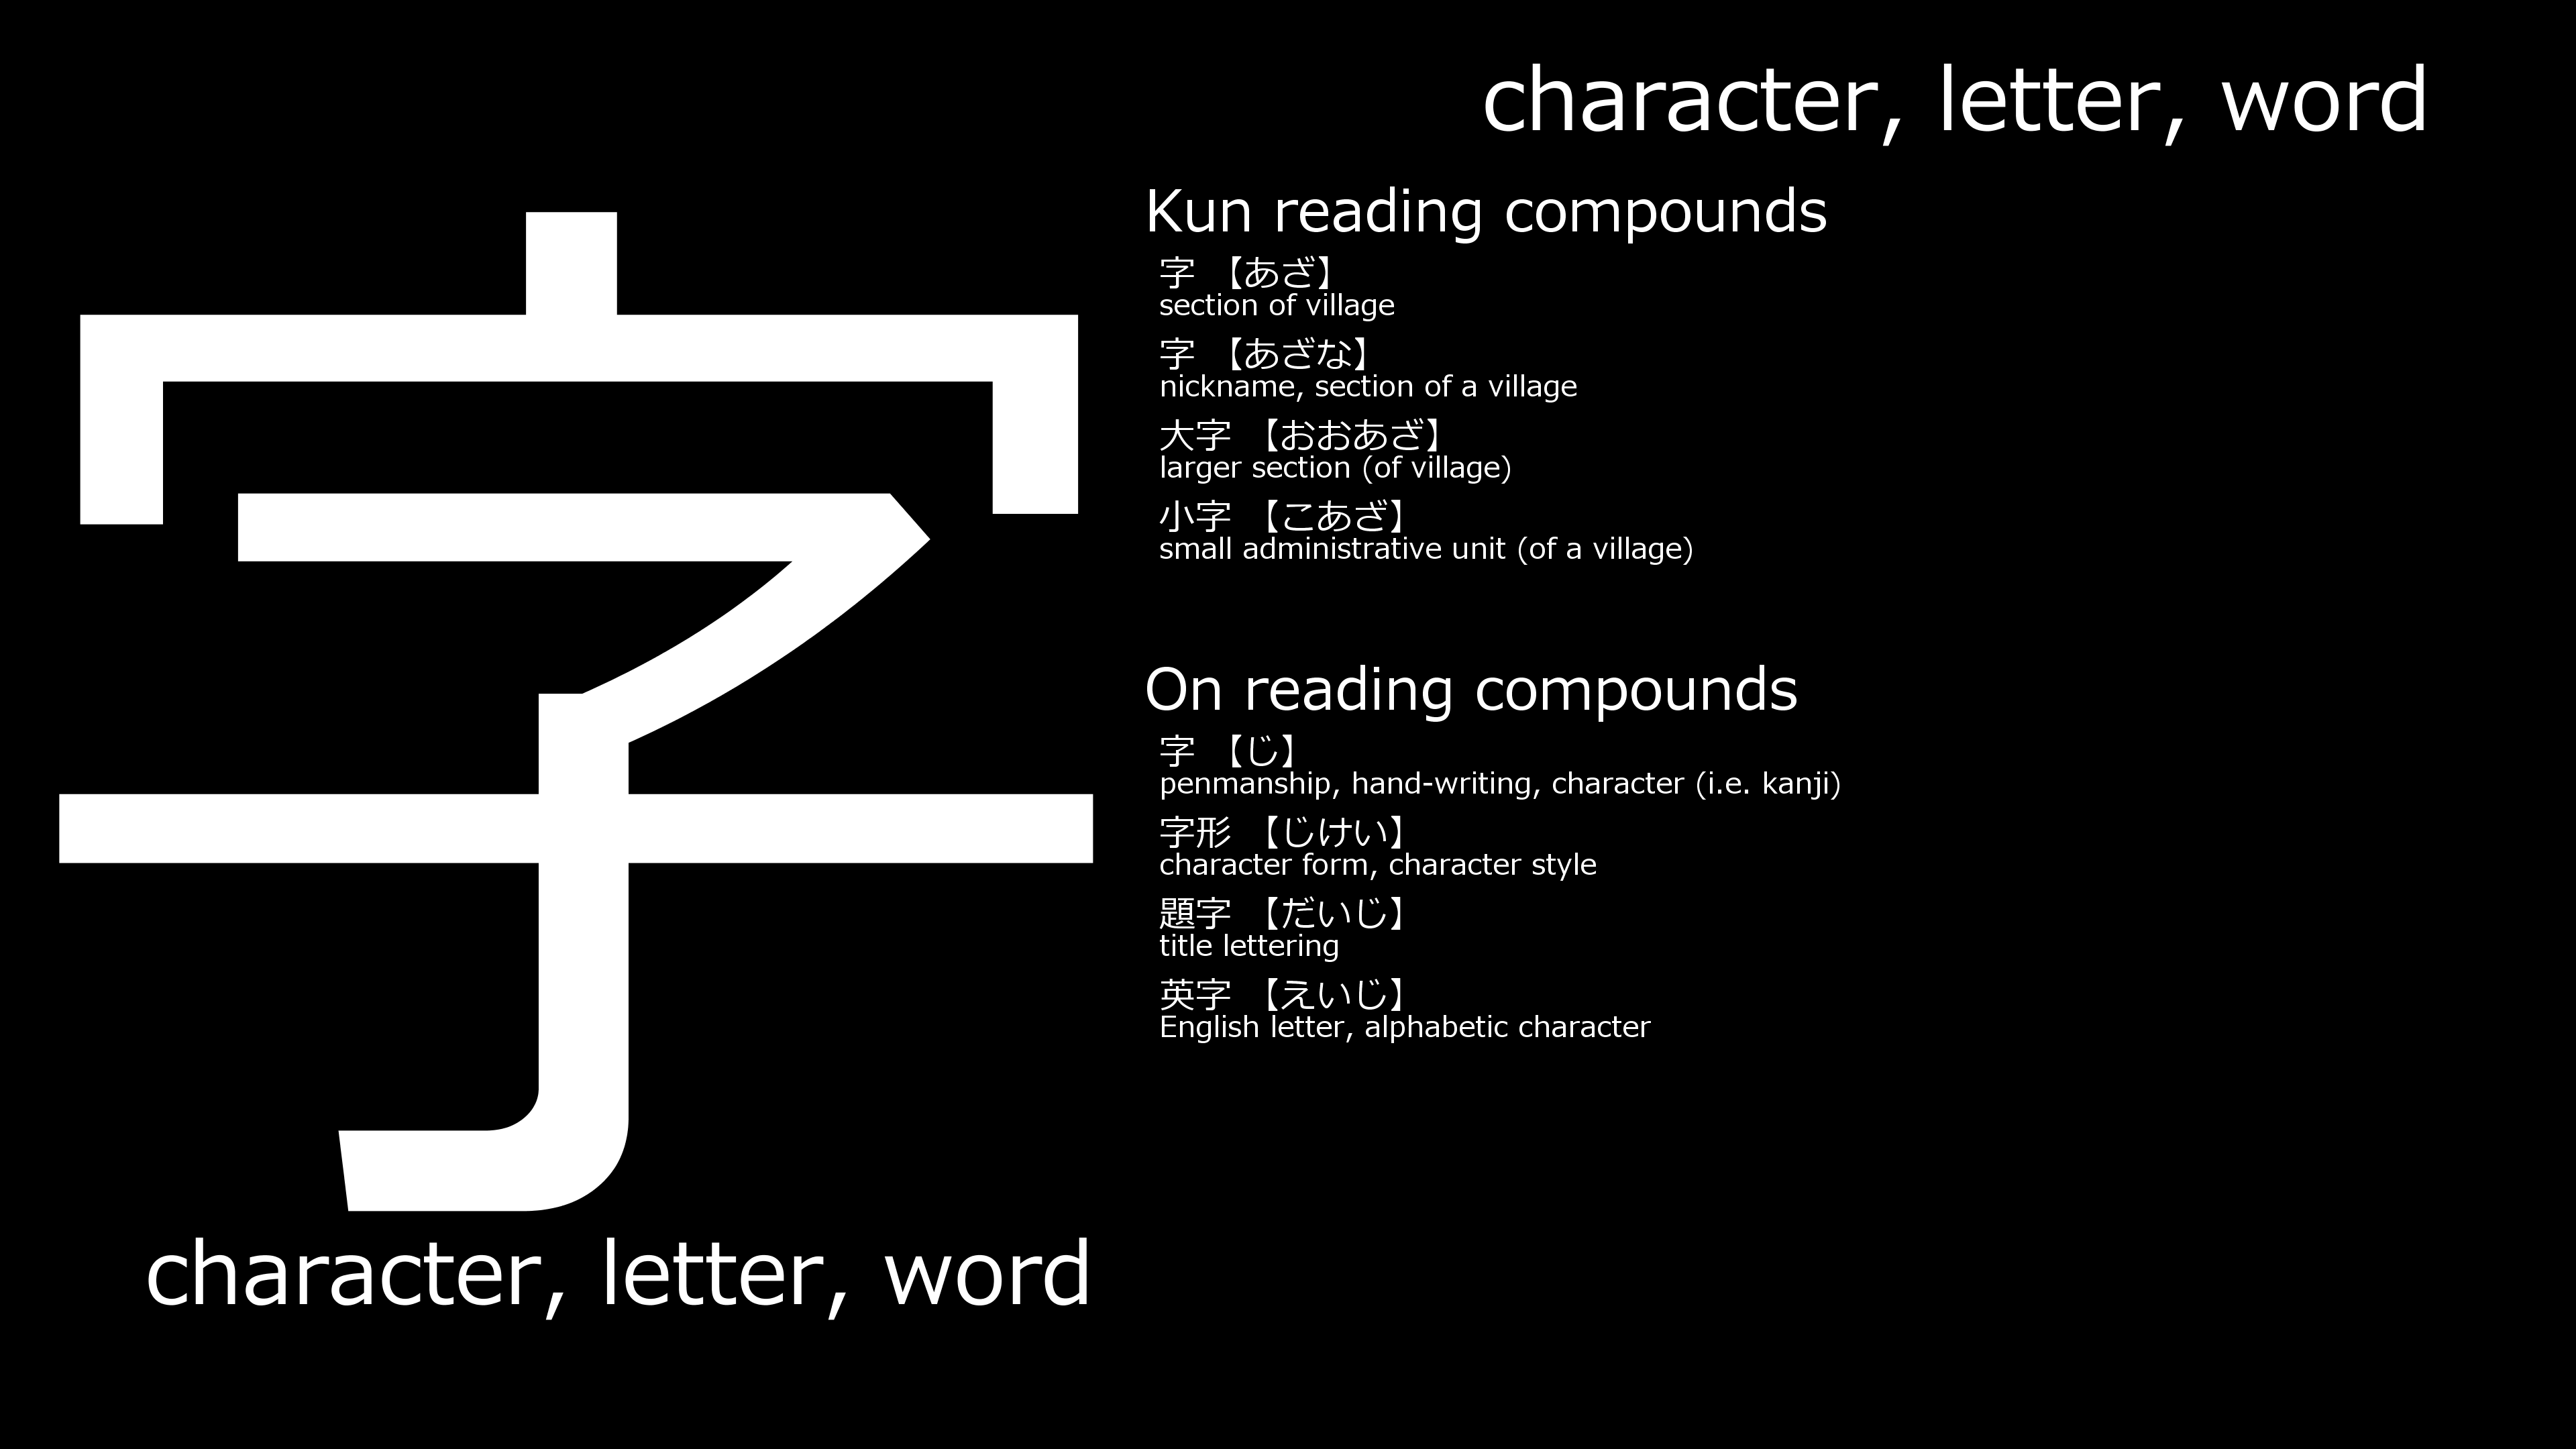 character, letter, word
字
character, letter, word
Kun reading compounds
字 【あざ】
section of village
字 【あざな】
nickname, section of a village
大字 【おおあざ】
larger section (of village)
小字 【こあざ】
small administrative unit (of a village)
On reading compounds
字 【じ】
penmanship, hand-writing, character (i.e. kanji)
字形 【じけい】
character form, character style
題字 【だいじ】
title lettering
英字 【えいじ】
English letter, alphabetic character